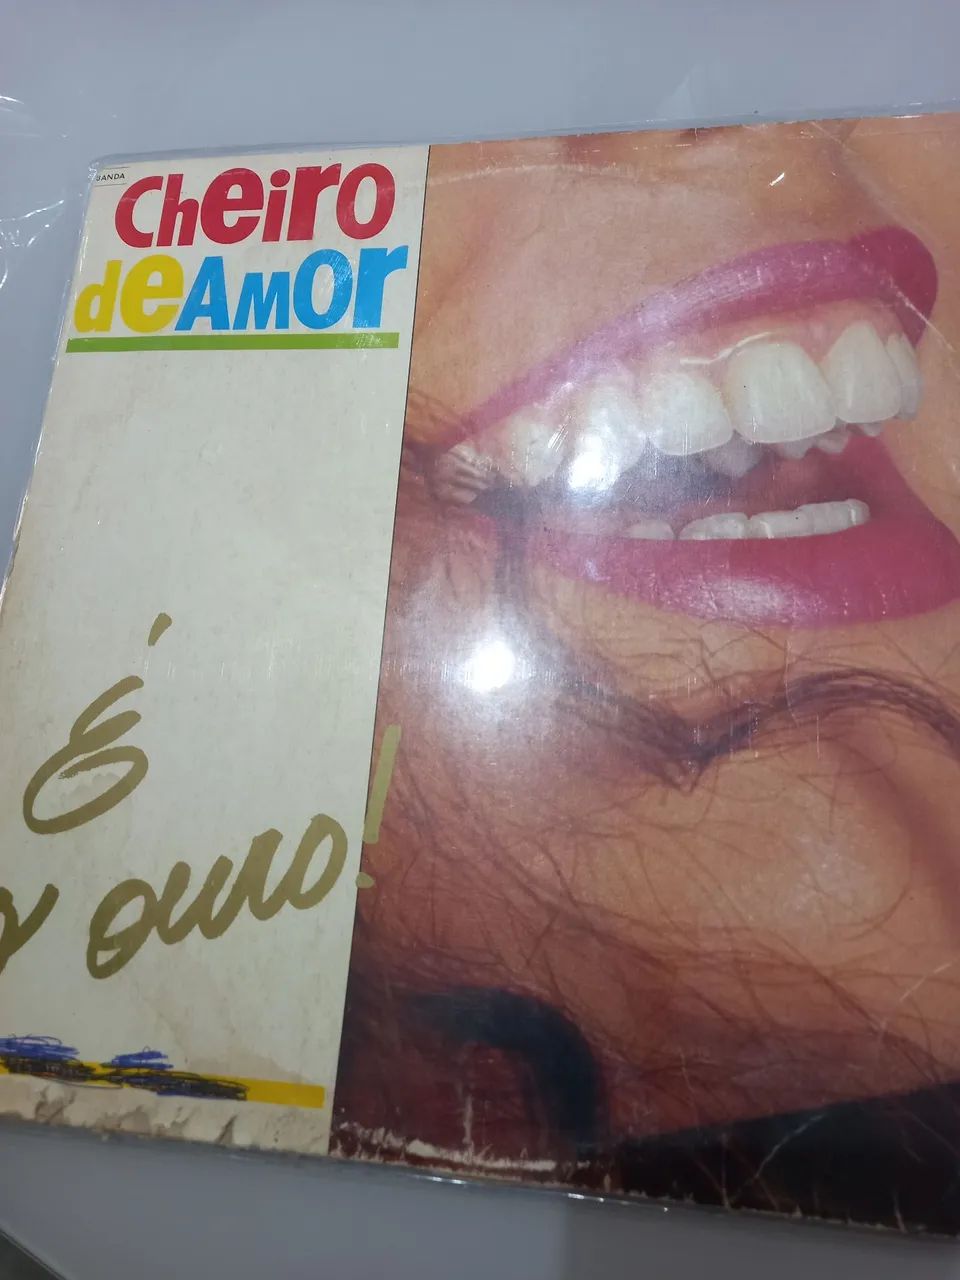 BANDA
Cheiro
deAmor
É
ouro!